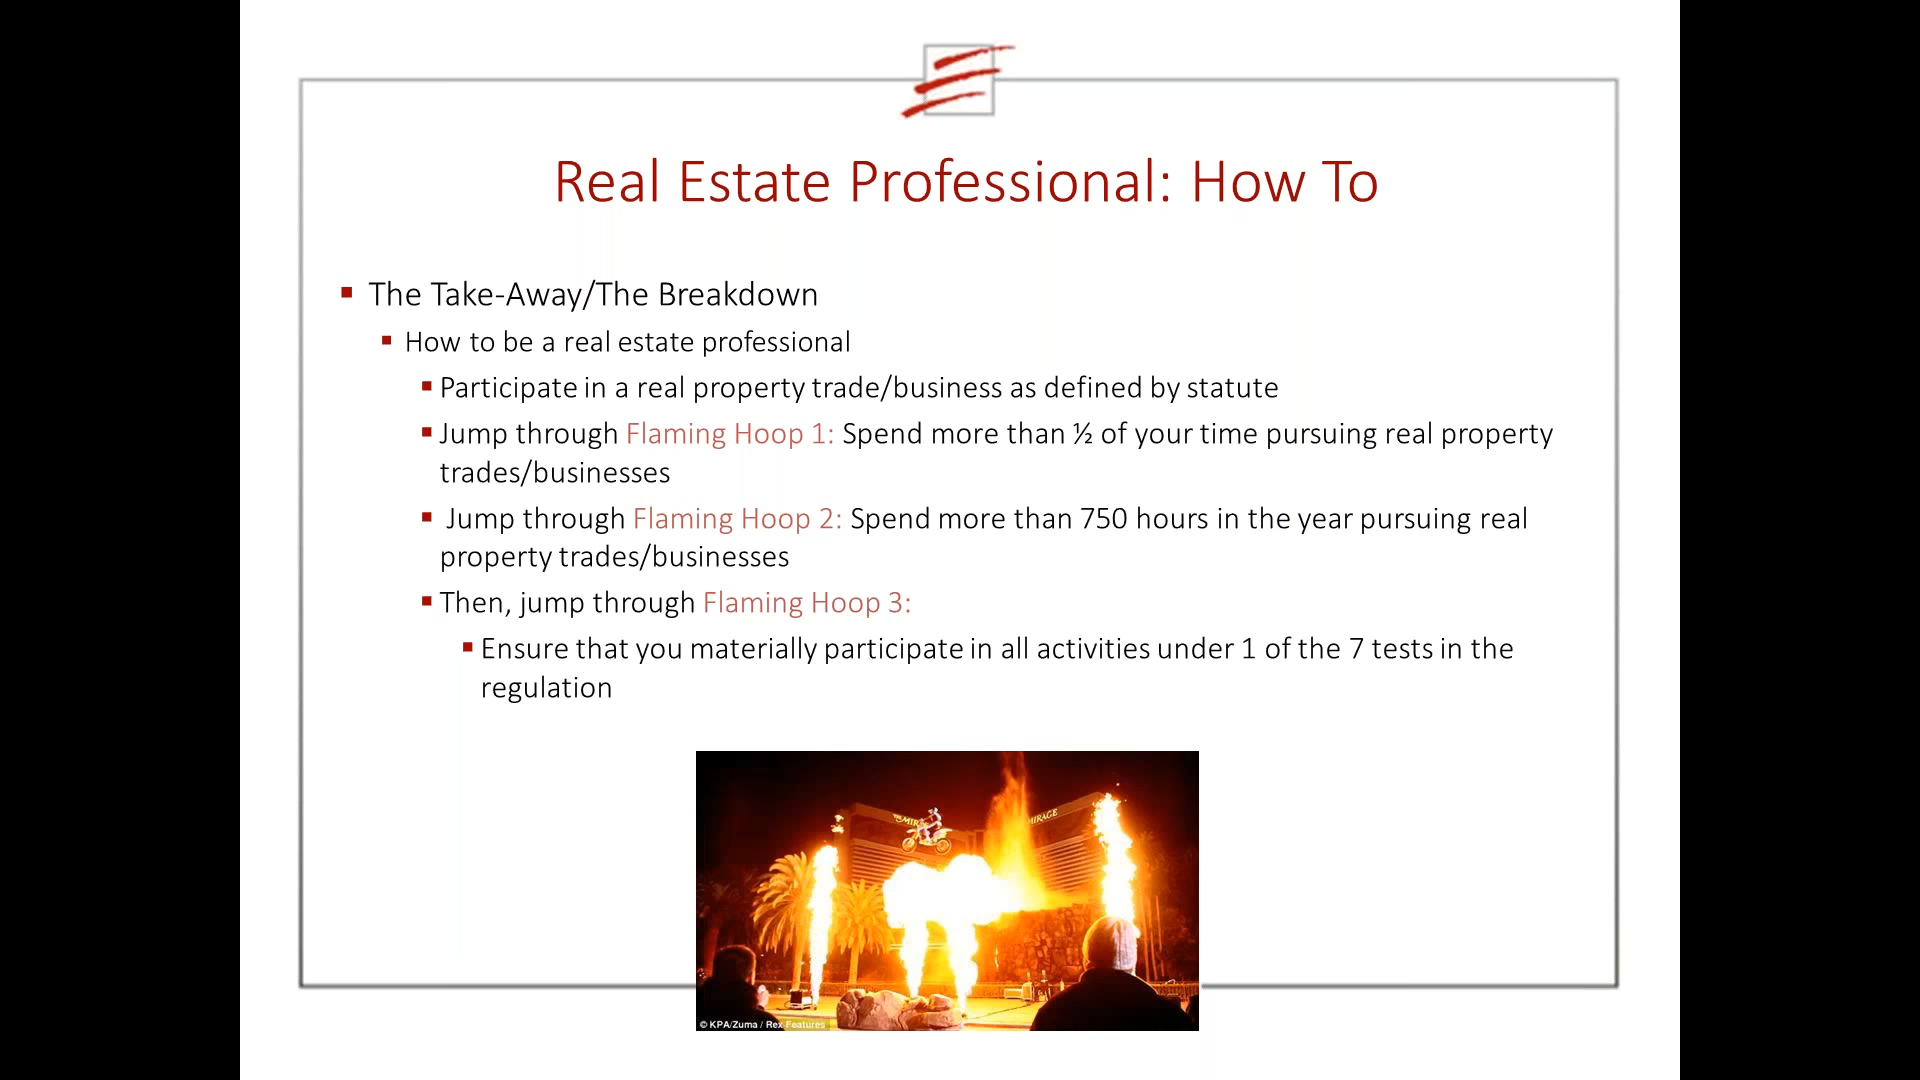 Real Estate Professional: How To
▪ The Take-Away/The Breakdown
▪ How to be a real estate professional
▪ Participate in a real property trade/business as defined by statute
▪ Jump through Flaming Hoop 1: Spend more than ½ of your time pursuing real property
trades/businesses
▪ Jump through Flaming Hoop 2: Spend more than 750 hours in the year pursuing real
property trades/businesses
▪ Then, jump through Flaming Hoop 3:
▪ Ensure that you materially participate in all activities under 1 of the 7 tests in the
regulation
MIRAGE
© KPA/Zuma / Rex Features